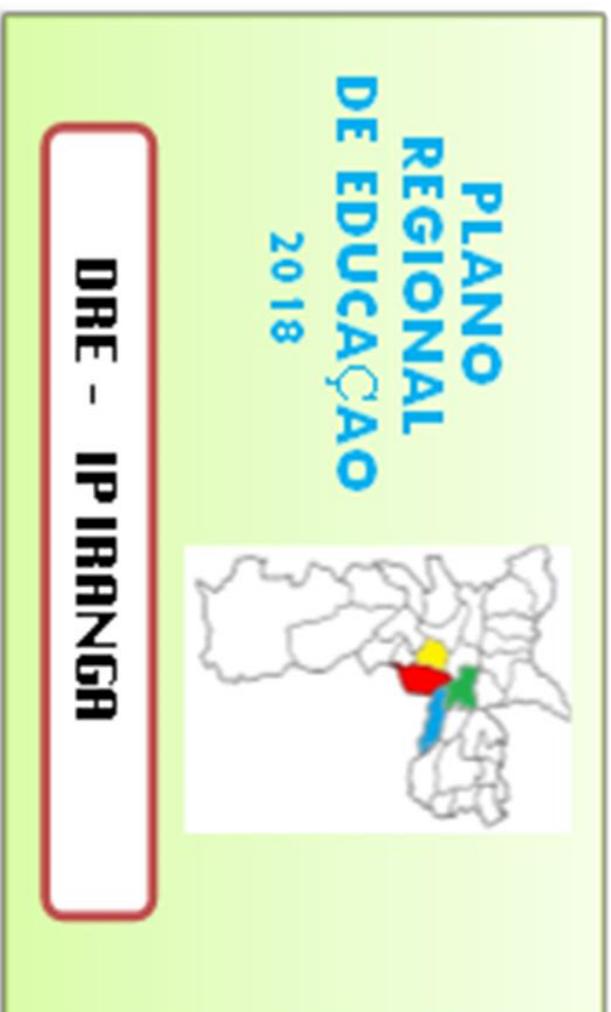 PLANO
REGIONAL
DE EDUCAÇAO
2018
DRE - IPIRANGA